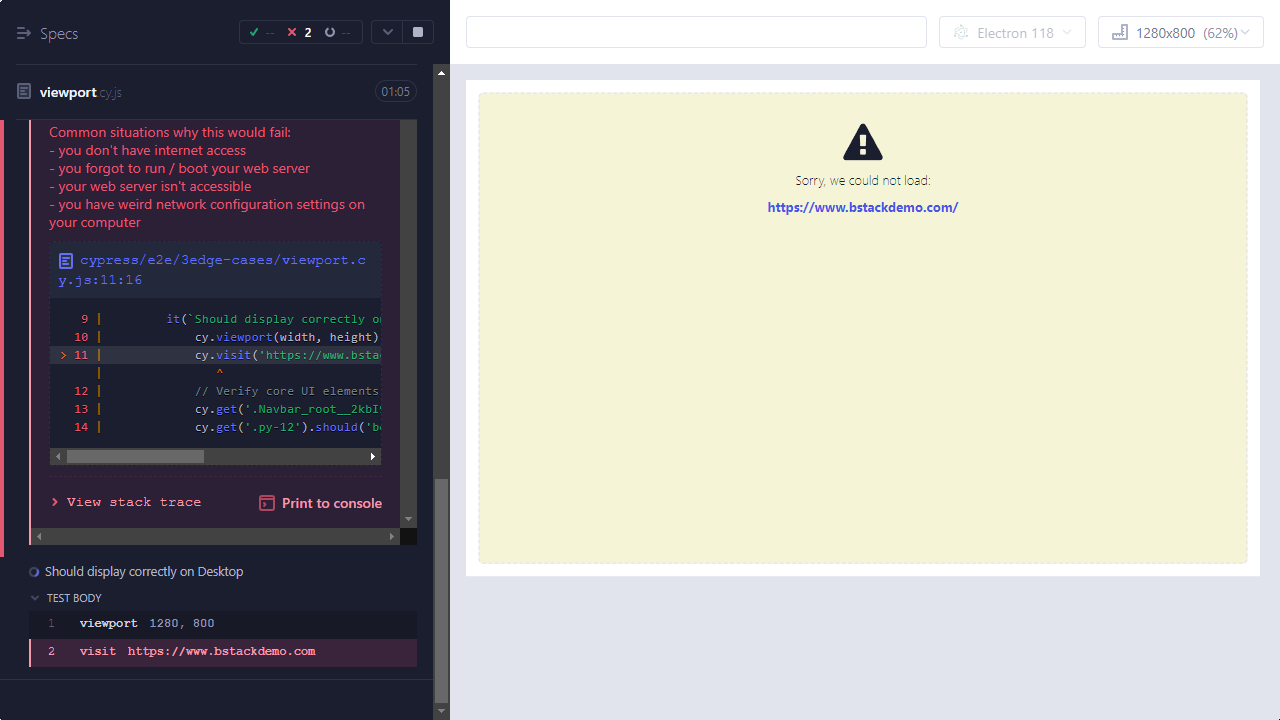 Specs
-- 2 --
viewport cy.js 01:05
Common situations why this would fail:
- you don't have internet access
- you forgot to run / boot your web server
- your web server isn't accessible
- you have weird network configuration settings on
your computer
cypress/e2e/3edge-cases/viewport.c
y.js:11:16
9 | it(`Should display correctly on
10 | cy.viewport(width, height)
> 11 | cy.visit('https://www.bstac
| ^
12 | // Verify core UI elements
13 | cy.get('.Navbar_root__2kbI9
14 | cy.get('.py-12').should('be
> View stack trace
Print to console
Should display correctly on Desktop
TEST BODY
1 viewport 1280, 800
2 visit https://www.bstackdemo.com
Electron 118
1280x800 (62%)
Sorry, we could not load:
https://www.bstackdemo.com/